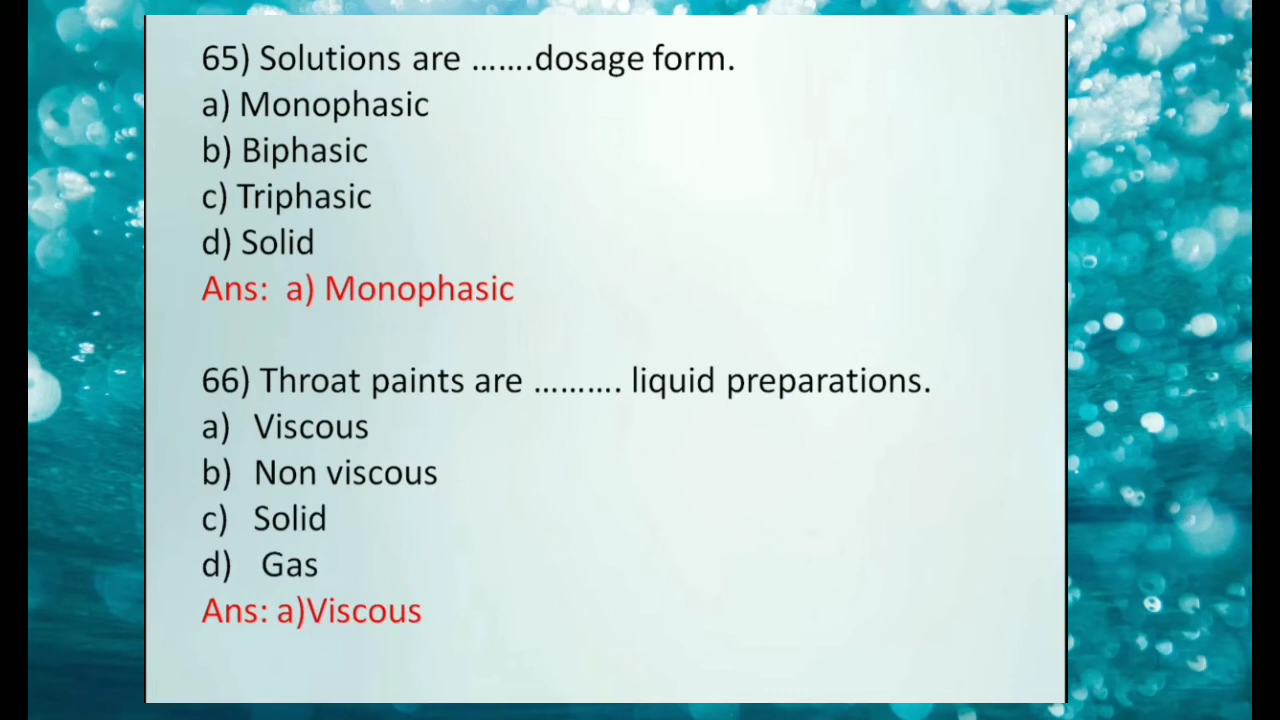 65) Solutions are …….dosage form.
a) Monophasic
b) Biphasic
c) Triphasic
d) Solid
Ans: a) Monophasic
66) Throat paints are ………. liquid preparations.
a) Viscous
b) Non viscous
c) Solid
d) Gas
Ans: a)Viscous